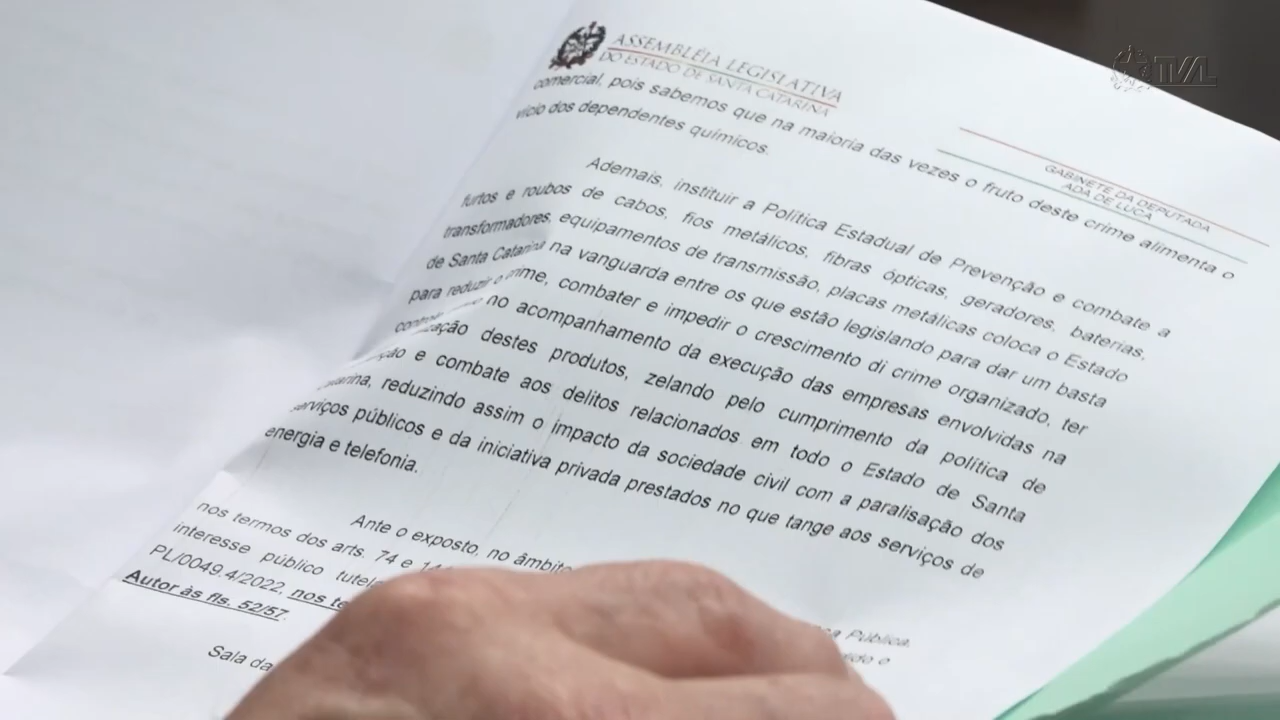 ASSEMBLÉIA LEGISLATIVA
DO ESTADO DE SANTA CATARINA
TVAL
GABINETE DA DEPUTADA
ADA DE LUCA
comercial, pois sabemos que na maioria das vezes o fruto deste crime alimenta o
vício dos dependentes químicos.
Ademais, instituir a Política Estadual de Prevenção e combate a
furtos e roubos de cabos, fios metálicos, fibras ópticas, geradores, baterias,
transformadores, equipamentos de transmissão, placas metálicas coloca o Estado
de Santa Catarina na vanguarda entre os que estão legislando para dar um basta
para reduzir o crime, combater e impedir o crescimento di crime organizado, ter
no acompanhamento da execução das empresas envolvidas na
destes produtos, zelando pelo cumprimento da política de
e combate aos delitos relacionados em todo o Estado de Santa
reduzindo assim o impacto da sociedade civil com a paralisação dos
serviços públicos e da iniciativa privada prestados no que tange aos serviços de
energia e telefonia.
Ante o exposto, no âmbito
nos termos dos arts. 74 e
interesse público Pública
PL/0049.4/2022, nos
Autor às fls. 52/57.
Sala da